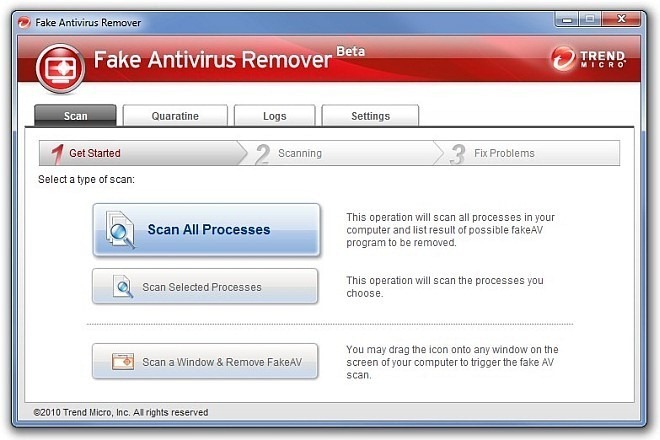 Fake Antivirus Remover
Fake Antivirus Remover Beta
TREND
MICRO
Scan
Quaratine
Logs
Settings
1 Get Started
2 Scanning
3 Fix Problems
Select a type of scan:
Scan All Processes
This operation will scan all processes in your
computer and list result of possible fakeAV
program to be removed.
Scan Selected Processes
This operation will scan the processes you
choose.
Scan a Window & Remove FakeAV
You may drag the icon onto any window on the
screen of your computer to trigger the fake AV
scan.
©2010 Trend Micro, Inc. All rights reserved